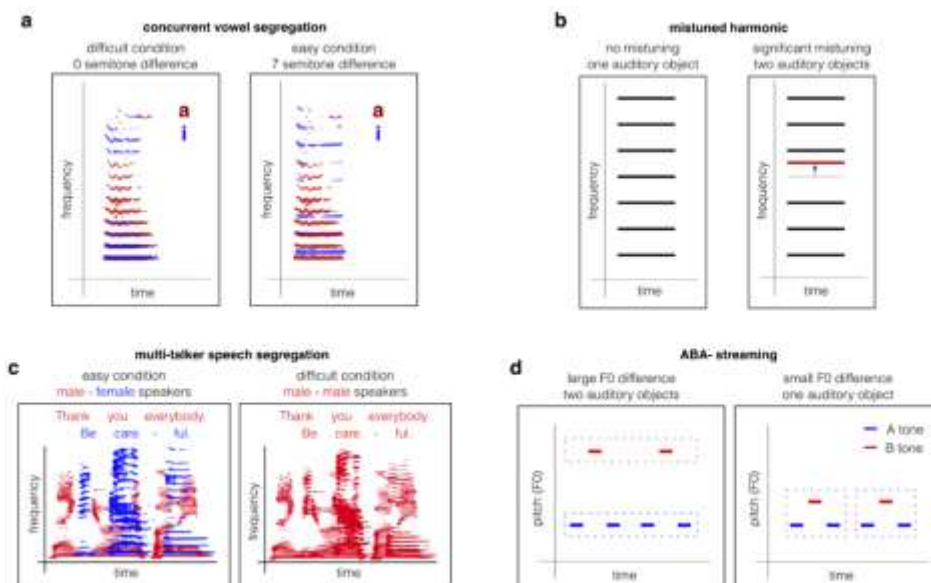 a
concurrent vowel segregation
difficult condition
0 semitone difference
easy condition
7 semitone difference
frequency
a
i
time
frequency
a
i
time
b
mistuned harmonic
no mistuning
one auditory object
significant mistuning
two auditory objects
frequency
time
frequency
time
c
multi-talker speech segregation
easy condition
male - female speakers
Thank you everybody.
Be care - ful.
frequency
time
difficult condition
male - male speakers
Thank you everybody.
Be care - ful.
frequency
time
d
ABA- streaming
large F0 difference
two auditory objects
pitch (F0)
time
small F0 difference
one auditory object
A tone
B tone
pitch (F0)
time